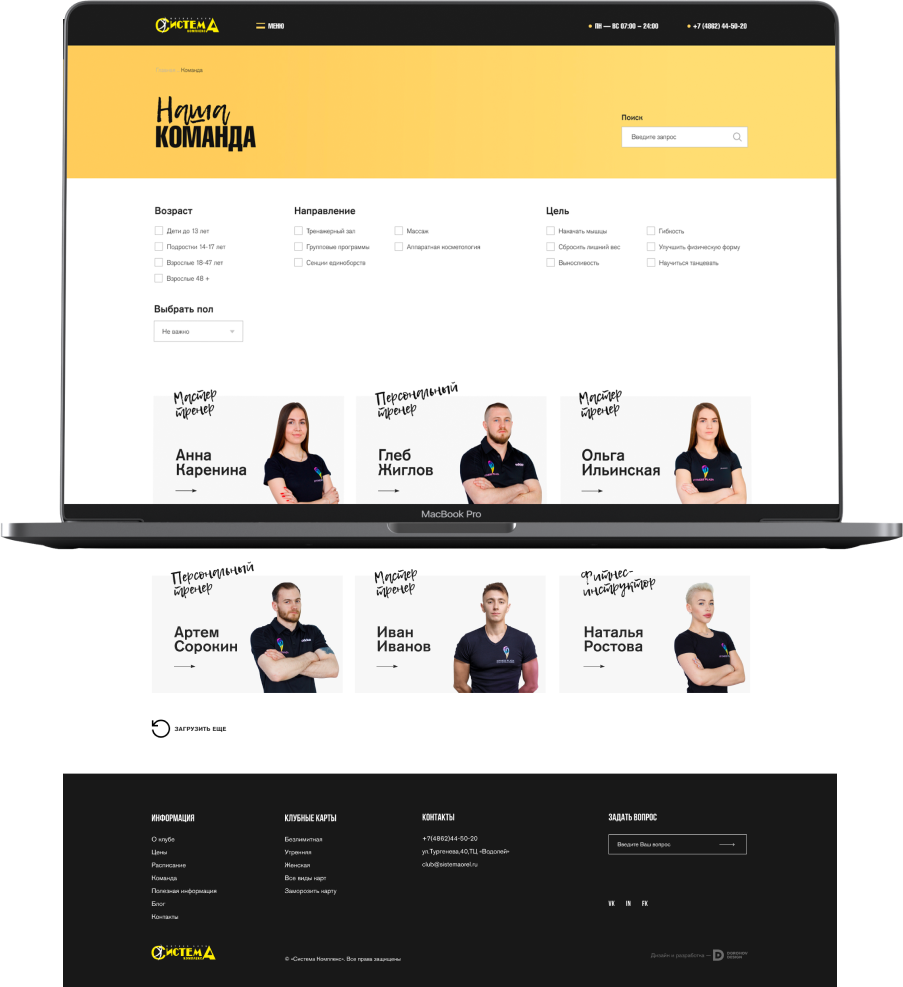 СИСТЕМА
КОМПЛЕКС
МЕНЮ
ПН — ВС 07:00 – 24:00
+7 (4862) 44-50-20
Главная
Команда
Наша
КОМАНДА
Поиск
Введите запрос
Возраст
Дети до 13 лет
Подростки 14-17 лет
Взрослые 18-47 лет
Взрослые 48 +
Направление
Тренажерный зал
Групповые программы
Секции единоборств
Массаж
Аппаратная косметология
Цель
Накачать мышцы
Сбросить лишний вес
Выносливость
Гибкость
Улучшить физическую форму
Научиться танцевать
Выбрать пол
Не важно
Мастер
тренер
Анна
Каренина
Персональный
тренер
Глеб
Жиглов
Мастер
тренер
Ольга
Ильинская
MacBook Pro
Персональный
тренер
Артем
Сорокин
Мастер
тренер
Иван
Иванов
Фитнес-
инструктор
Наталья
Ростова
ЗАГРУЗИТЬ ЕЩЕ
ИНФОРМАЦИЯ
О клубе
Цены
Расписание
Команда
Полезная информация
Блог
Контакты
КЛУБНЫЕ КАРТЫ
Безлимитная
Утренняя
Женская
Все виды карт
Заморозить карту
КОНТАКТЫ
+7(4862)44-50-20
ул.Тургенева,40,ТЦ «Водолей»
club@sistemaorel.ru
ЗАДАТЬ ВОПРОС
Введите Ваш вопрос
VK IN FK
СИСТЕМА
КОМПЛЕКС
© «Система Комплекс». Все права защищены
Дизайн и разработка —